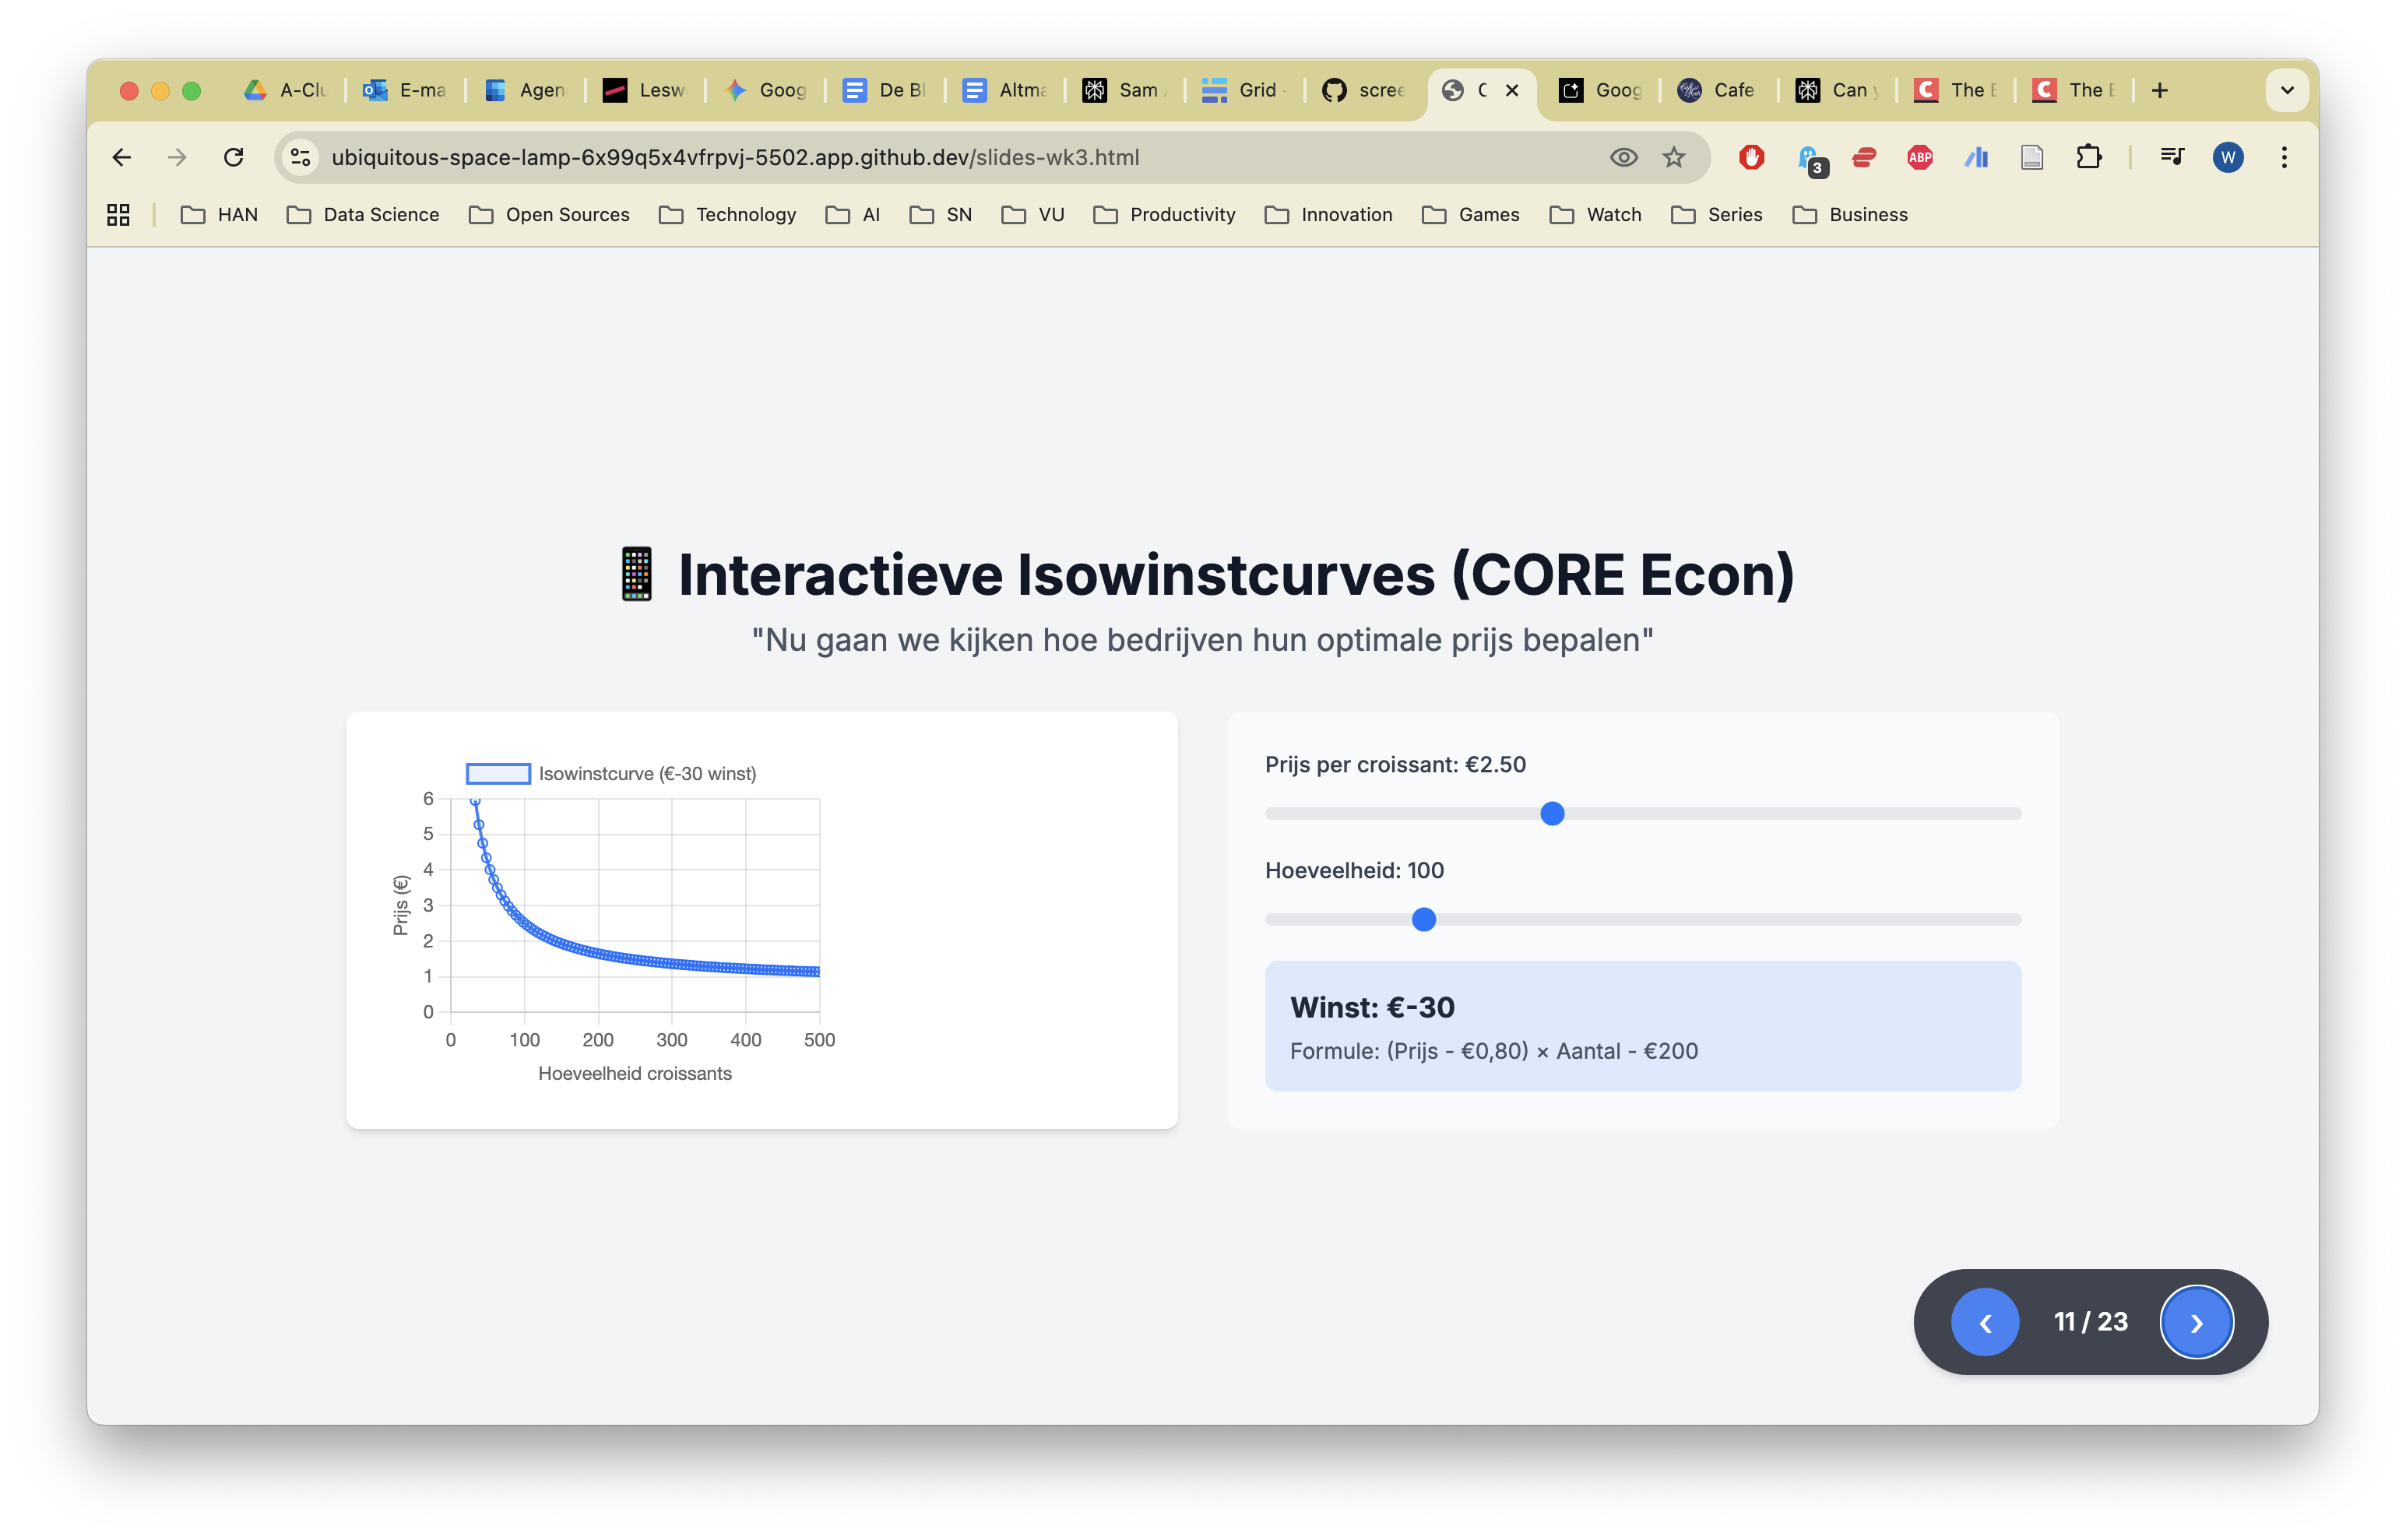 A-Clu
E-ma
Agen
Lesw
Goog
De Bl
Altma
Sam
Grid
scree
C
Goog
Cafe
Can y
The E
The E
ubiquitous-space-lamp-6x99q5x4vfrpvj-5502.app.github.dev/slides-wk3.html
3
ABP
W
HAN
Data Science
Open Sources
Technology
AI
SN
VU
Productivity
Innovation
Games
Watch
Series
Business
Interactieve Isowinstcurves (CORE Econ)
"Nu gaan we kijken hoe bedrijven hun optimale prijs bepalen"
Isowinstcurve (€-30 winst)
6
5
4
3
2
1
0
Prijs (€)
0 100 200 300 400 500
Hoeveelheid croissants
Prijs per croissant: €2.50
Hoeveelheid: 100
Winst: €-30
Formule: (Prijs - €0,80) × Aantal - €200
‹ 11 / 23 ›